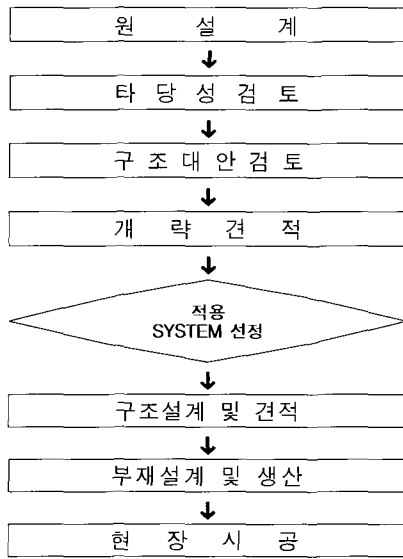 원 설 계
타 당 성 검 토
구 조 대 안 검 토
개 략 견 적
적용
SYSTEM 선정
구조설계 및 견적
부재설계 및 생산
현 장 시 공